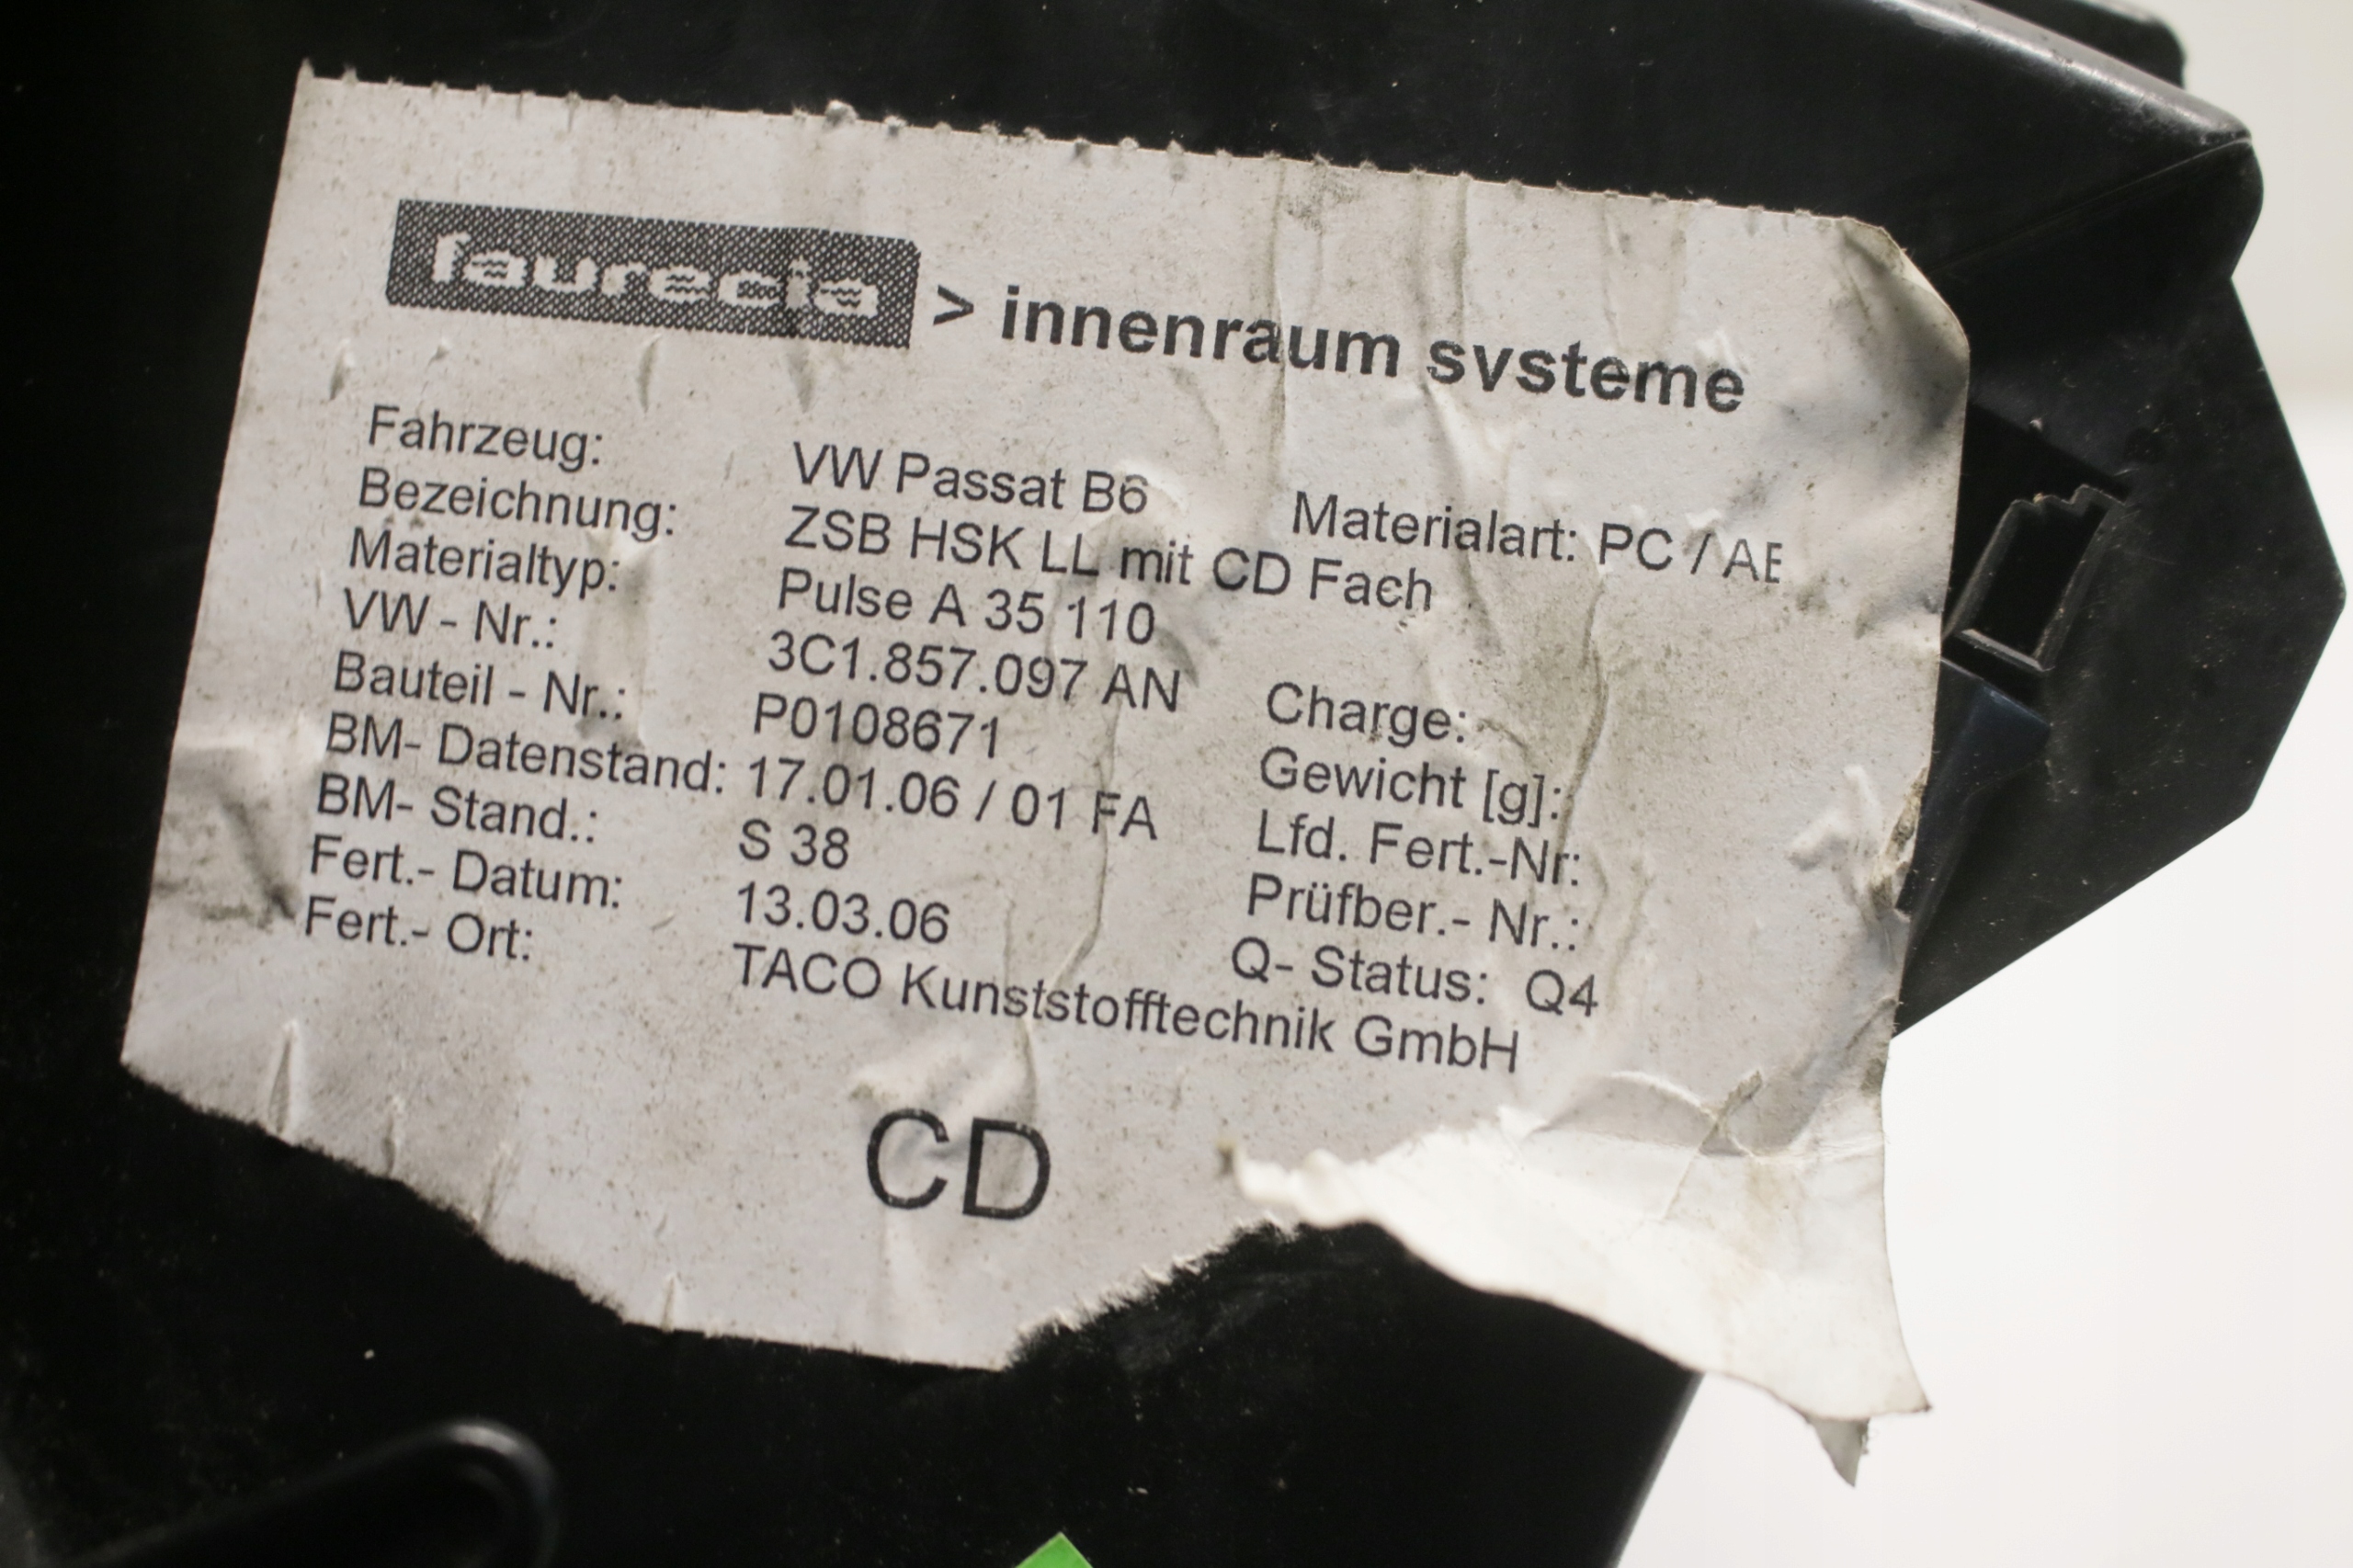 faurecia > innenraum systeme
Fahrzeug: VW Passat B6 Materialart: PC / AB
Bezeichnung: ZSB HSK LL mit CD Fach
Materialtyp: Pulse A 35 110
VW - Nr.: 3C1.857.097 AN Charge:
Bauteil - Nr.: P0108671 Gewicht [g]:
BM- Datenstand: 17.01.06 / 01 FA Lfd. Fert.-Nr:
BM- Stand.: S 38 Prüfber.- Nr.:
Fert.- Datum: 13.03.06 Q- Status: Q4
Fert.- Ort: TACO Kunststofftechnik GmbH
CD